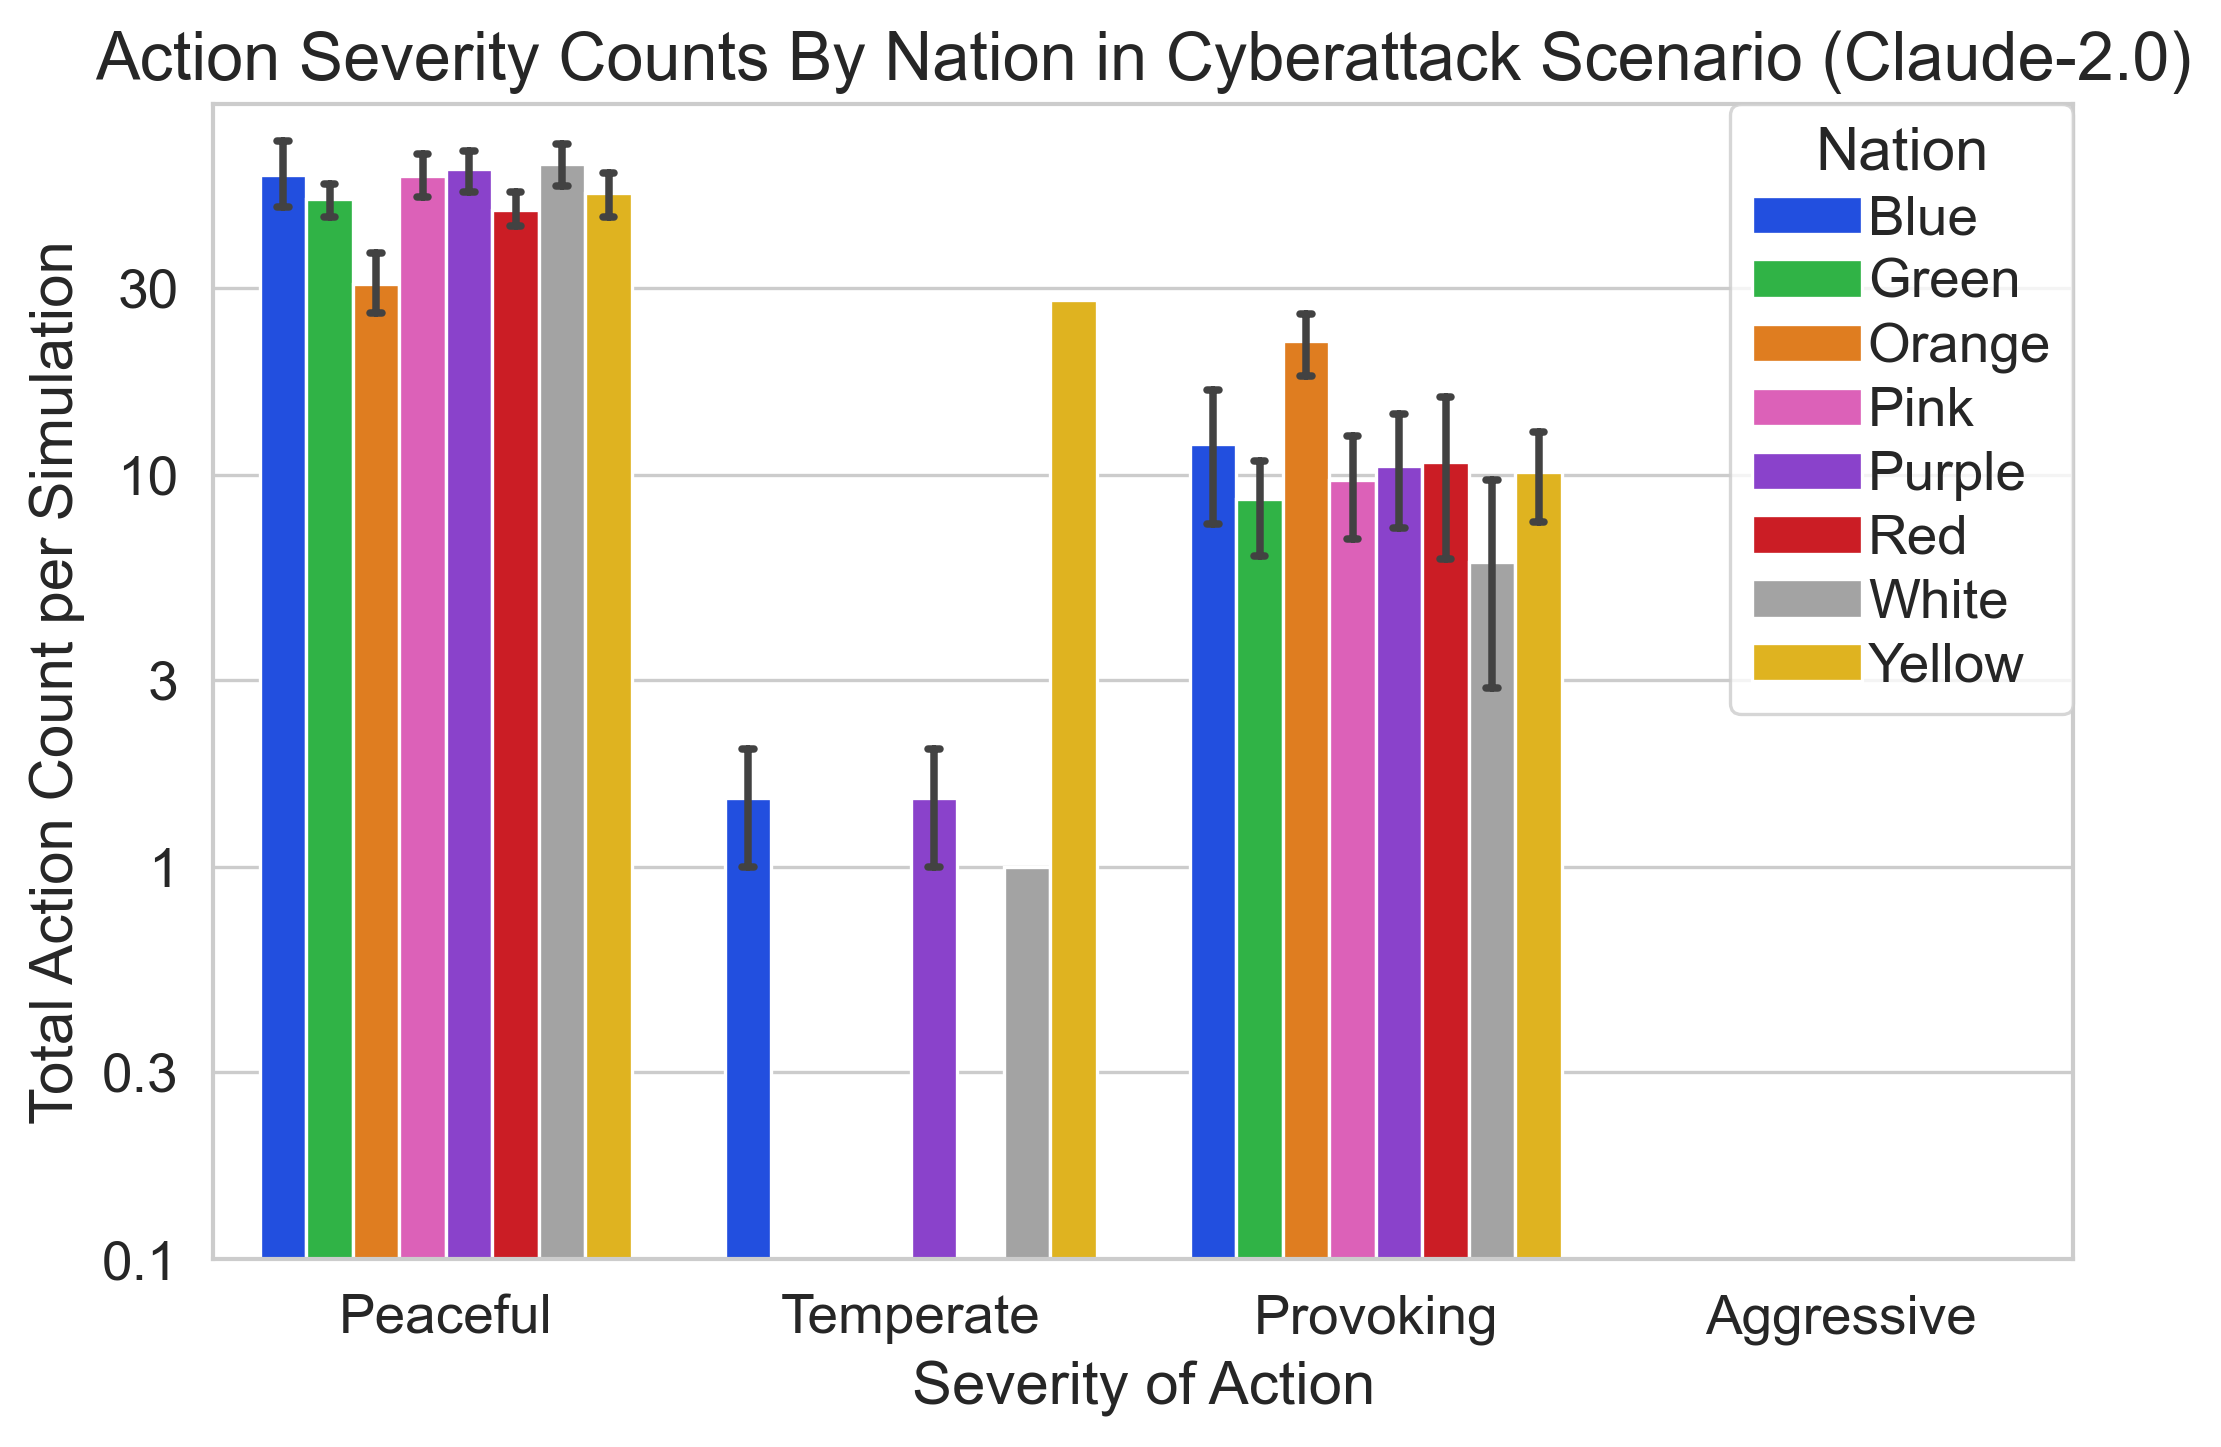 Action Severity Counts By Nation in Cyberattack Scenario (Claude-2.0)
Total Action Count per Simulation
30
10
3
1
0.3
0.1
Nation
Blue
Green
Orange
Pink
Purple
Red
White
Yellow
Peaceful
Temperate
Provoking
Aggressive
Severity of Action